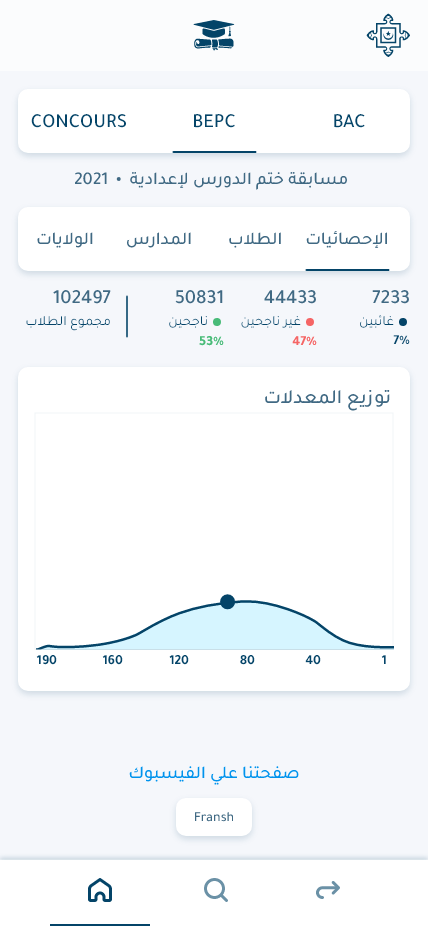 CONCOURS BEPC BAC
مسابقة ختم الدورس لإعدادية • 2021
الإحصائيات الطلاب المدارس الولايات
7233 44433 50831 102497
غائبين غير ناجحين ناجحين مجموع الطلاب
7% 47% 53%
توزيع المعدلات
190 160 120 80 40 1
صفحتنا علي الفيسبوك
Fransh